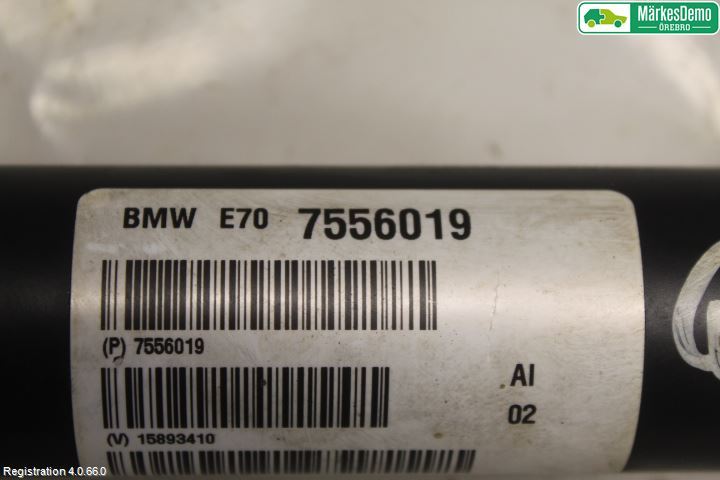 MärkesDemo
ÖREBRO
BMW E70 7556019
(P) 7556019
AI
02
(V) 15893410
Registration 4.0.66.0